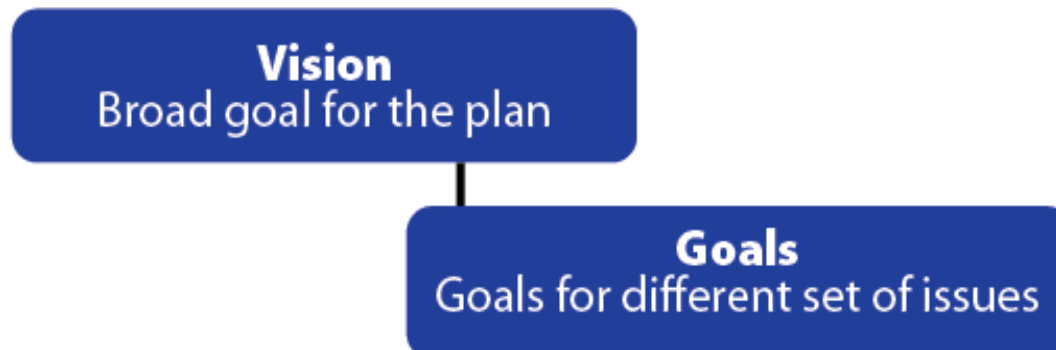 Vision
Broad goal for the plan
Goals
Goals for different set of issues